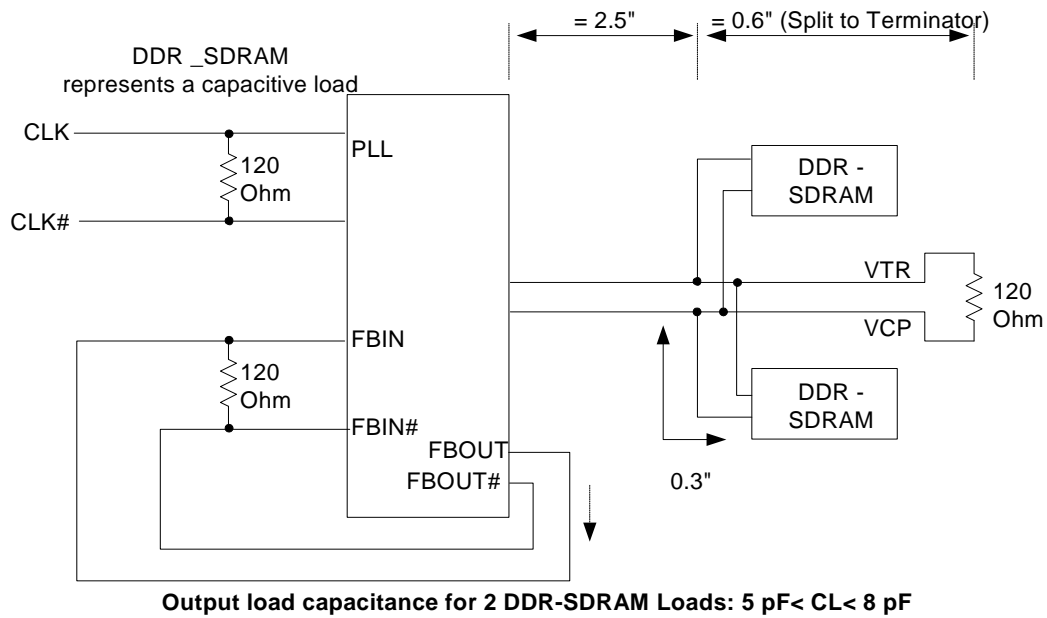 = 2.5"
= 0.6" (Split to Terminator)
DDR _SDRAM
represents a capacitive load
CLK
PLL
120
Ohm
CLK#
DDR -
SDRAM
VTR
120
Ohm
VCP
FBIN
120
Ohm
FBIN#
DDR -
SDRAM
FBOUT
FBOUT#
0.3"
Output load capacitance for 2 DDR-SDRAM Loads: 5 pF< CL< 8 pF